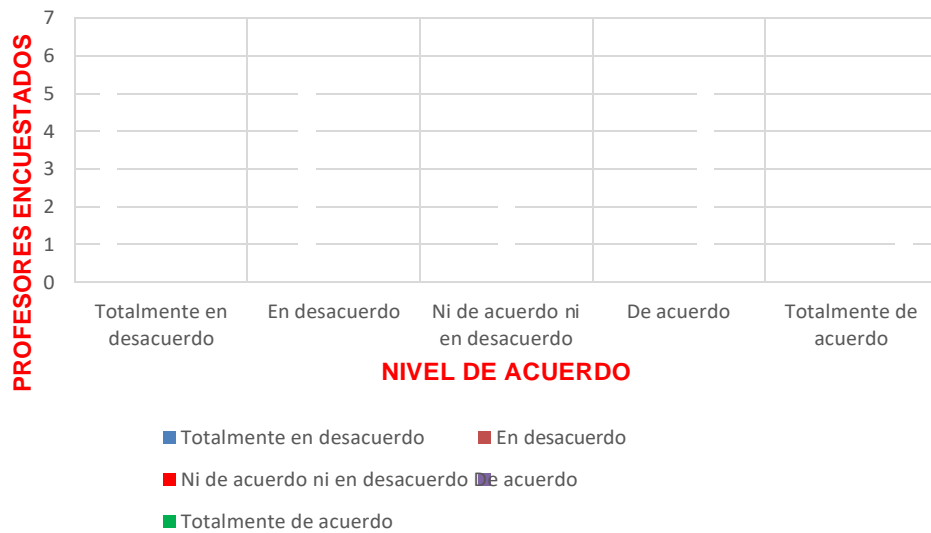 7
6
5
4
3
2
1
0
PROFESORES ENCUESTADOS
Totalmente en
desacuerdo
En desacuerdo
Ni de acuerdo ni
en desacuerdo
De acuerdo
Totalmente de
acuerdo
NIVEL DE ACUERDO
Totalmente en desacuerdo
En desacuerdo
Ni de acuerdo ni en desacuerdo
De acuerdo
Totalmente de acuerdo